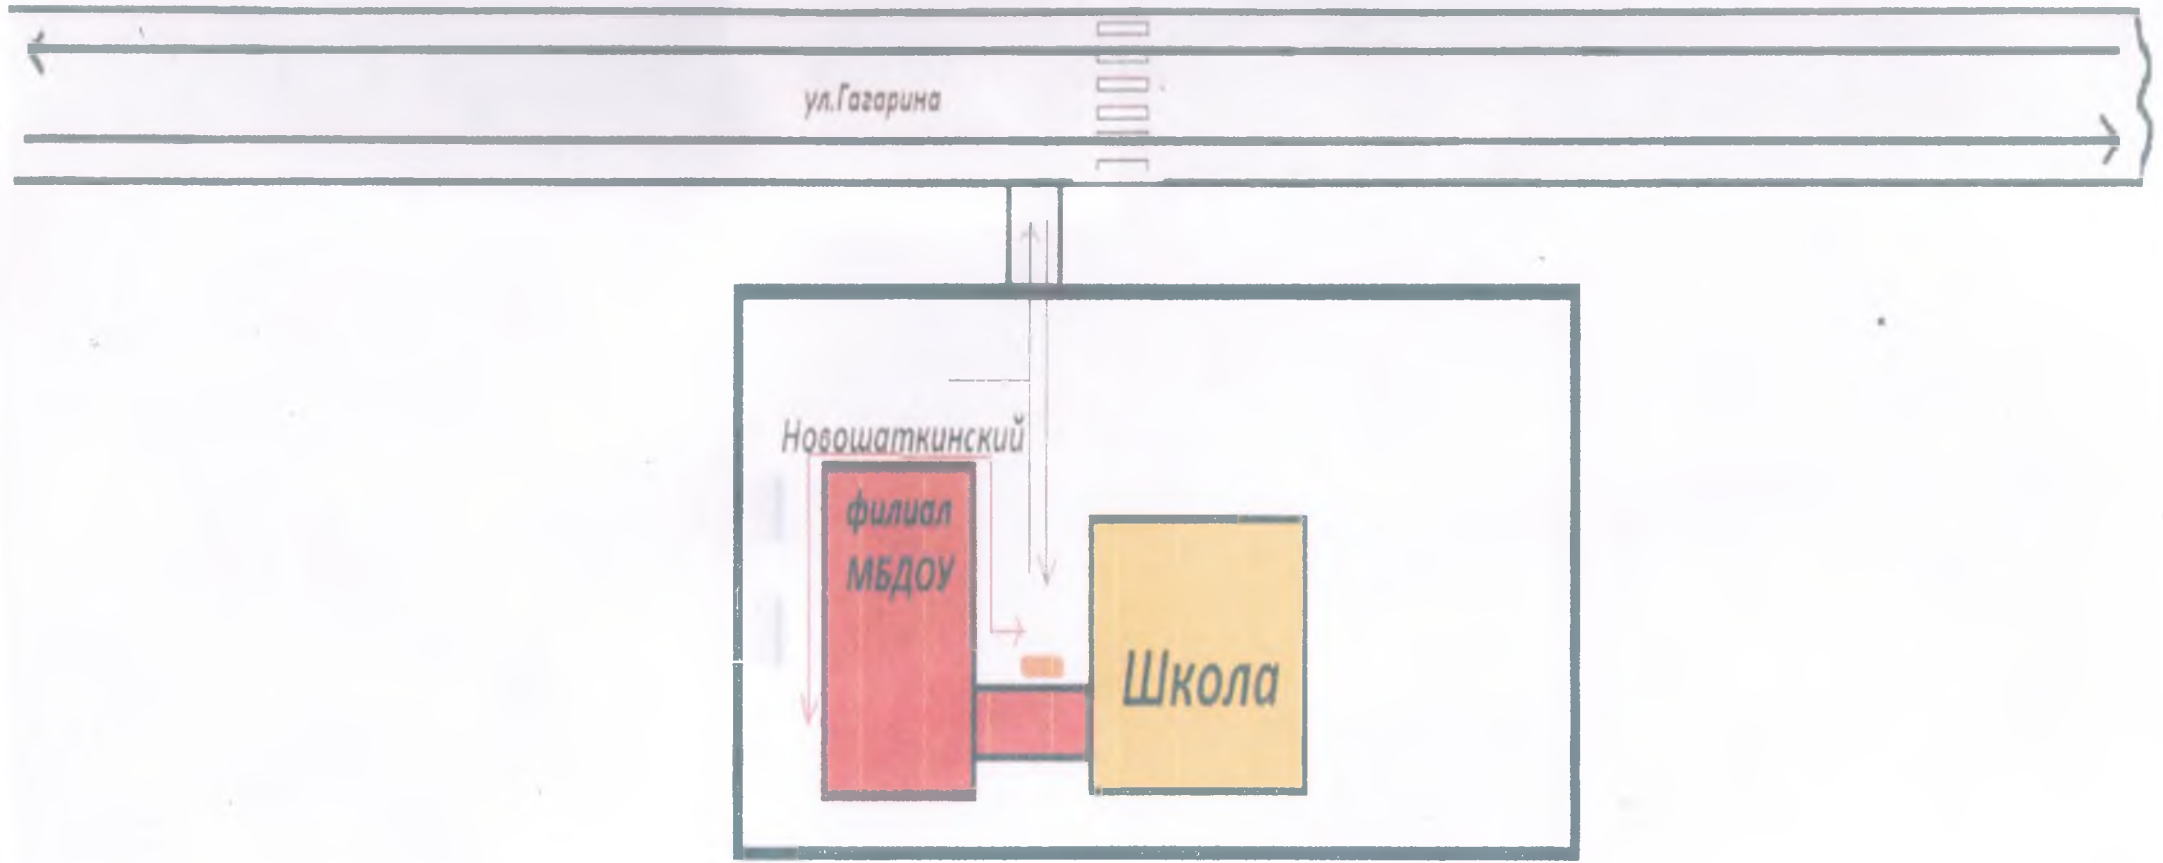 ул.Гагарина
Новошаткинский
филиал
МБДОУ
Школа